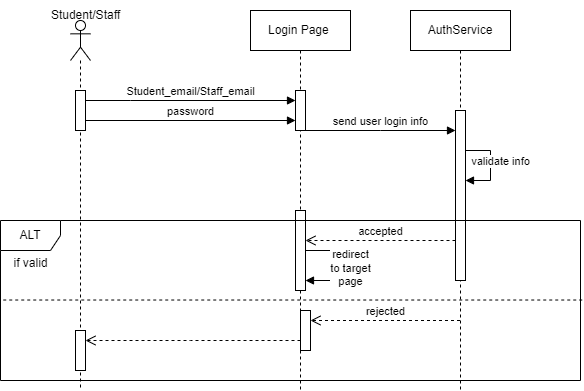 Student/Staff
Login Page
AuthService
Student_email/Staff_email
password
send user login info
validate info
ALT
accepted
if valid
redirect
to target
page
rejected